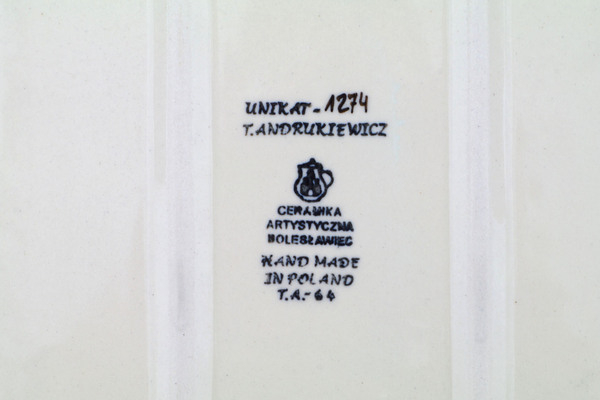 UNIKAT-1274
T.ANDRUKIEWICZ
CERAMIKA
ARTYSTYCZNA
BOLESŁAWIEC
HAND MADE
IN POLAND
T.A.-64